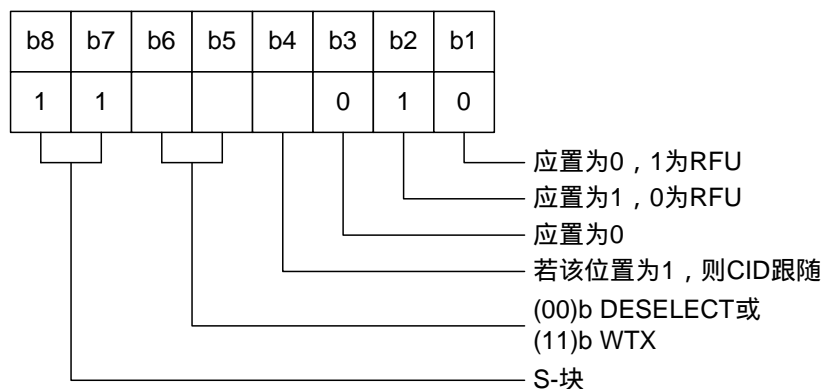 b8 b7 b6 b5 b4 b3 b2 b1
1 1 0 1 0
应置为0，1为RFU
应置为1，0为RFU
应置为0
若该位置为1，则CID跟随
(00)b DESELECT或
(11)b WTX
S-块